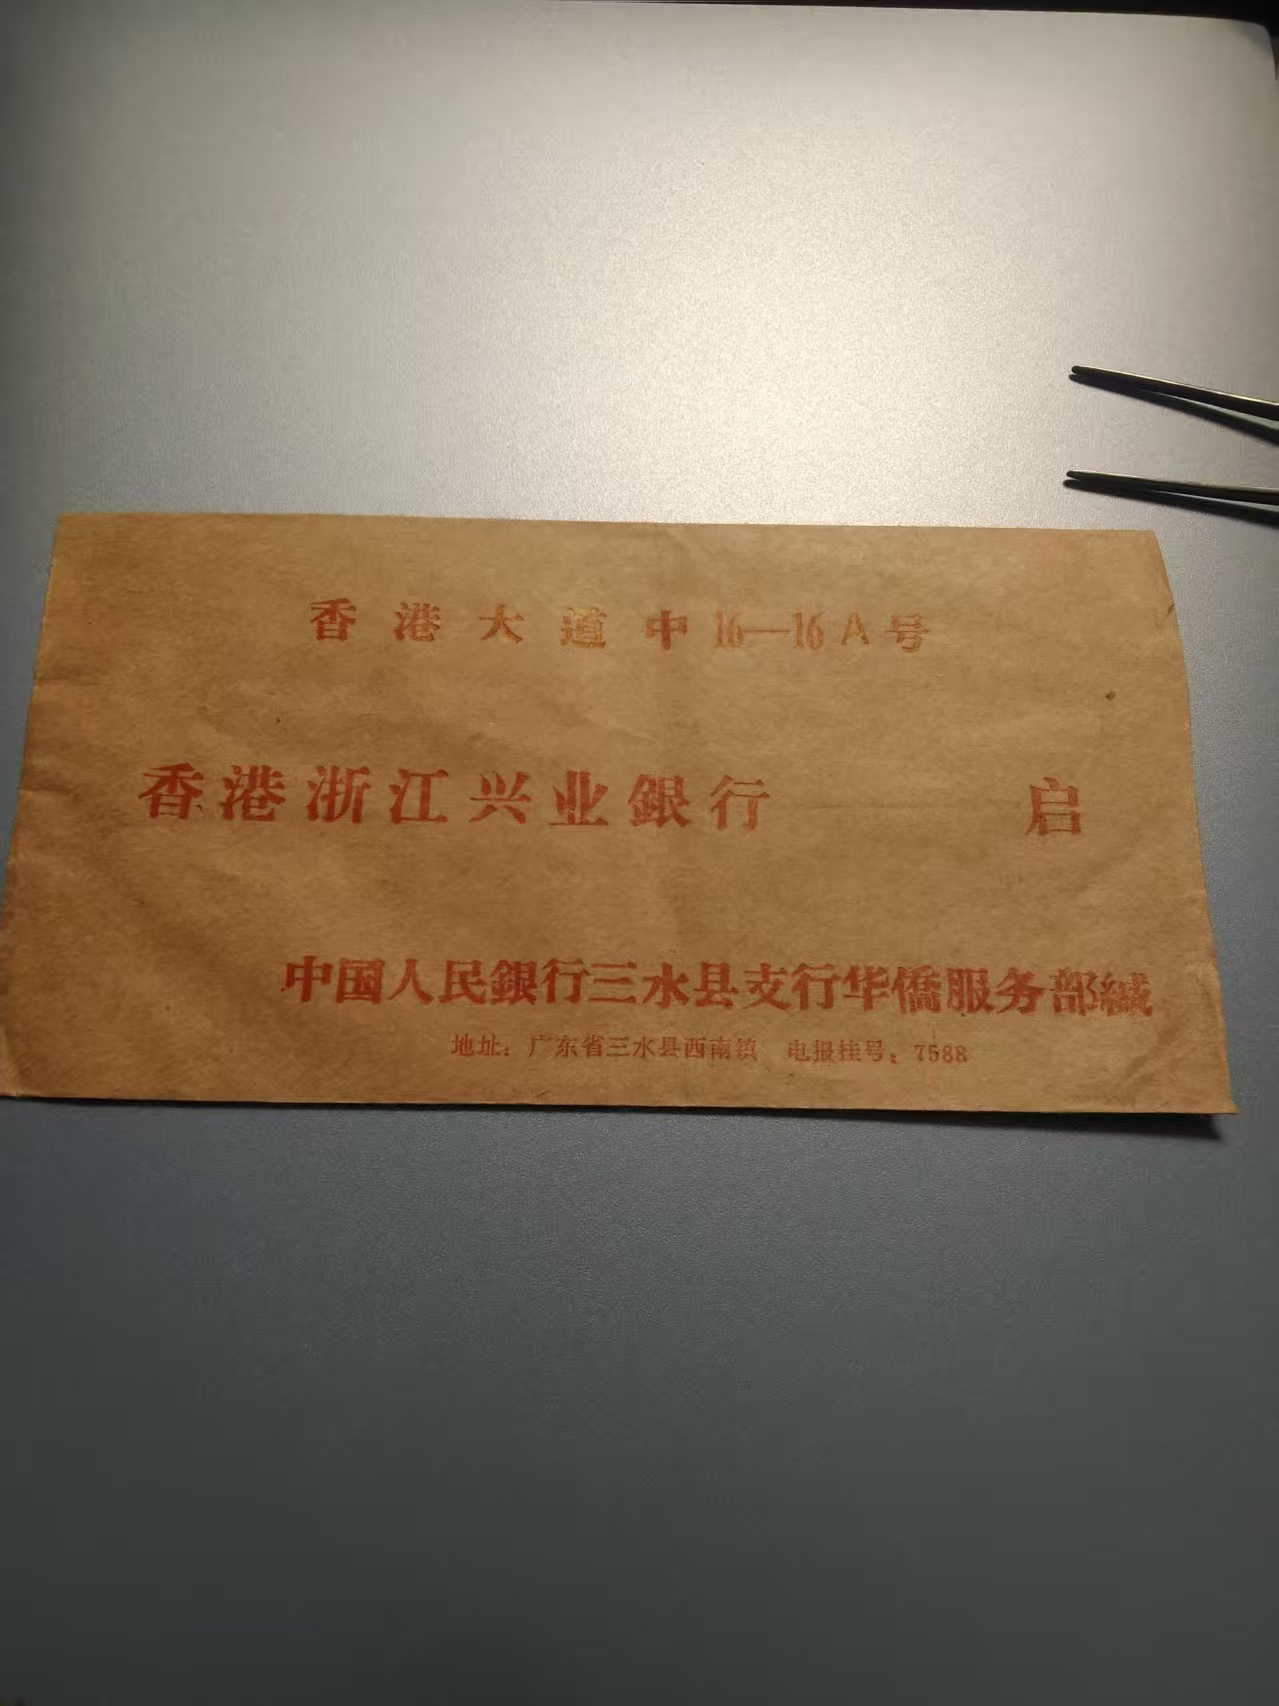 香港大道中16—16A号
香港浙江兴业銀行 启
中国人民銀行三水县支行华僑服务部缄
地址：广东省三水县西南镇 电报挂号：7588